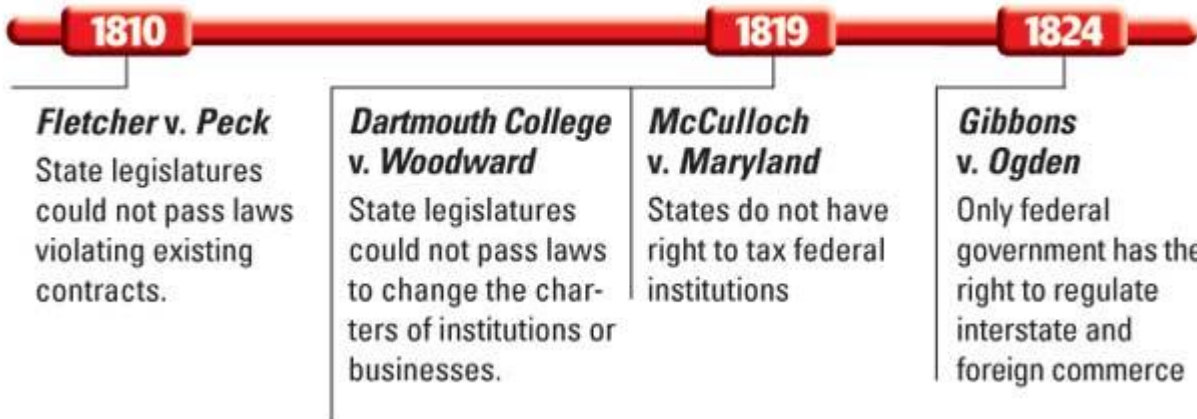 1810
1819
1824
Fletcher v. Peck
State legislatures
could not pass laws
violating existing
contracts.
Dartmouth College
v. Woodward
State legislatures
could not pass laws
to change the char-
ters of institutions or
businesses.
McCulloch
v. Maryland
States do not have
right to tax federal
institutions
Gibbons
v. Ogden
Only federal
government has the
right to regulate
interstate and
foreign commerce